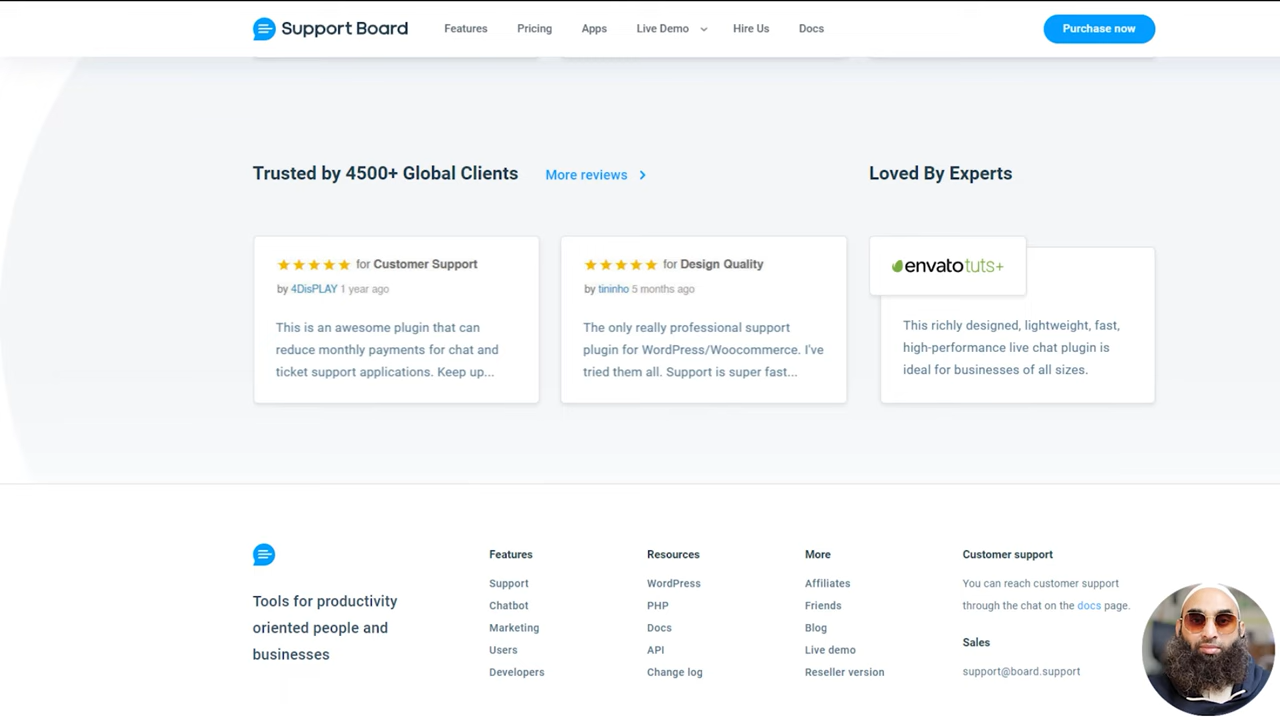 Support Board
Features
Pricing
Apps
Live Demo
Hire Us
Docs
Purchase now
Trusted by 4500+ Global Clients
More reviews
Loved By Experts
for Customer Support
by 4DisPLAY 1 year ago
This is an awesome plugin that can
reduce monthly payments for chat and
ticket support applications. Keep up...
for Design Quality
by tininho 5 months ago
The only really professional support
plugin for WordPress/Woocommerce. I've
tried them all. Support is super fast...
envatotuts+
This richly designed, lightweight, fast,
high-performance live chat plugin is
ideal for businesses of all sizes.
Tools for productivity
oriented people and
businesses
Features
Support
Chatbot
Marketing
Users
Developers
Resources
WordPress
PHP
Docs
API
Change log
More
Affiliates
Friends
Blog
Live demo
Reseller version
Customer support
You can reach customer support
through the chat on the docs page.
Sales
support@board.support